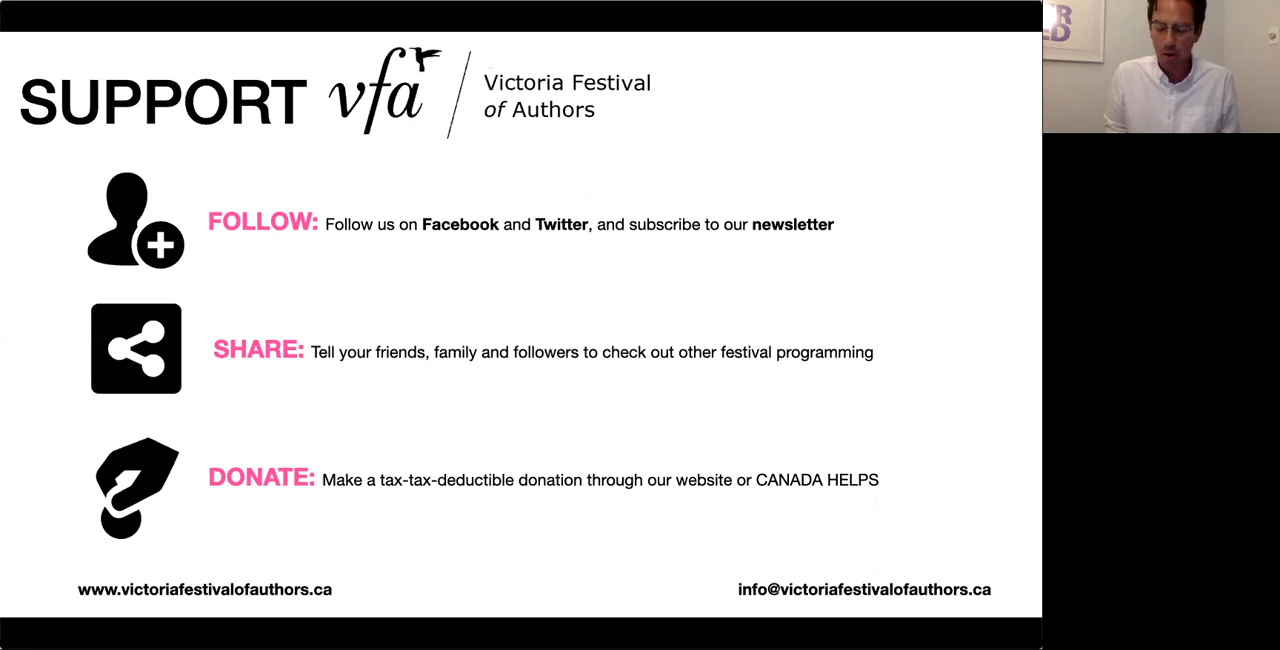 SUPPORT vfa / Victoria Festival
of Authors
FOLLOW: Follow us on Facebook and Twitter, and subscribe to our newsletter
SHARE: Tell your friends, family and followers to check out other festival programming
DONATE: Make a tax-tax-deductible donation through our website or CANADA HELPS
www.victoriafestivalofauthors.ca
info@victoriafestivalofauthors.ca